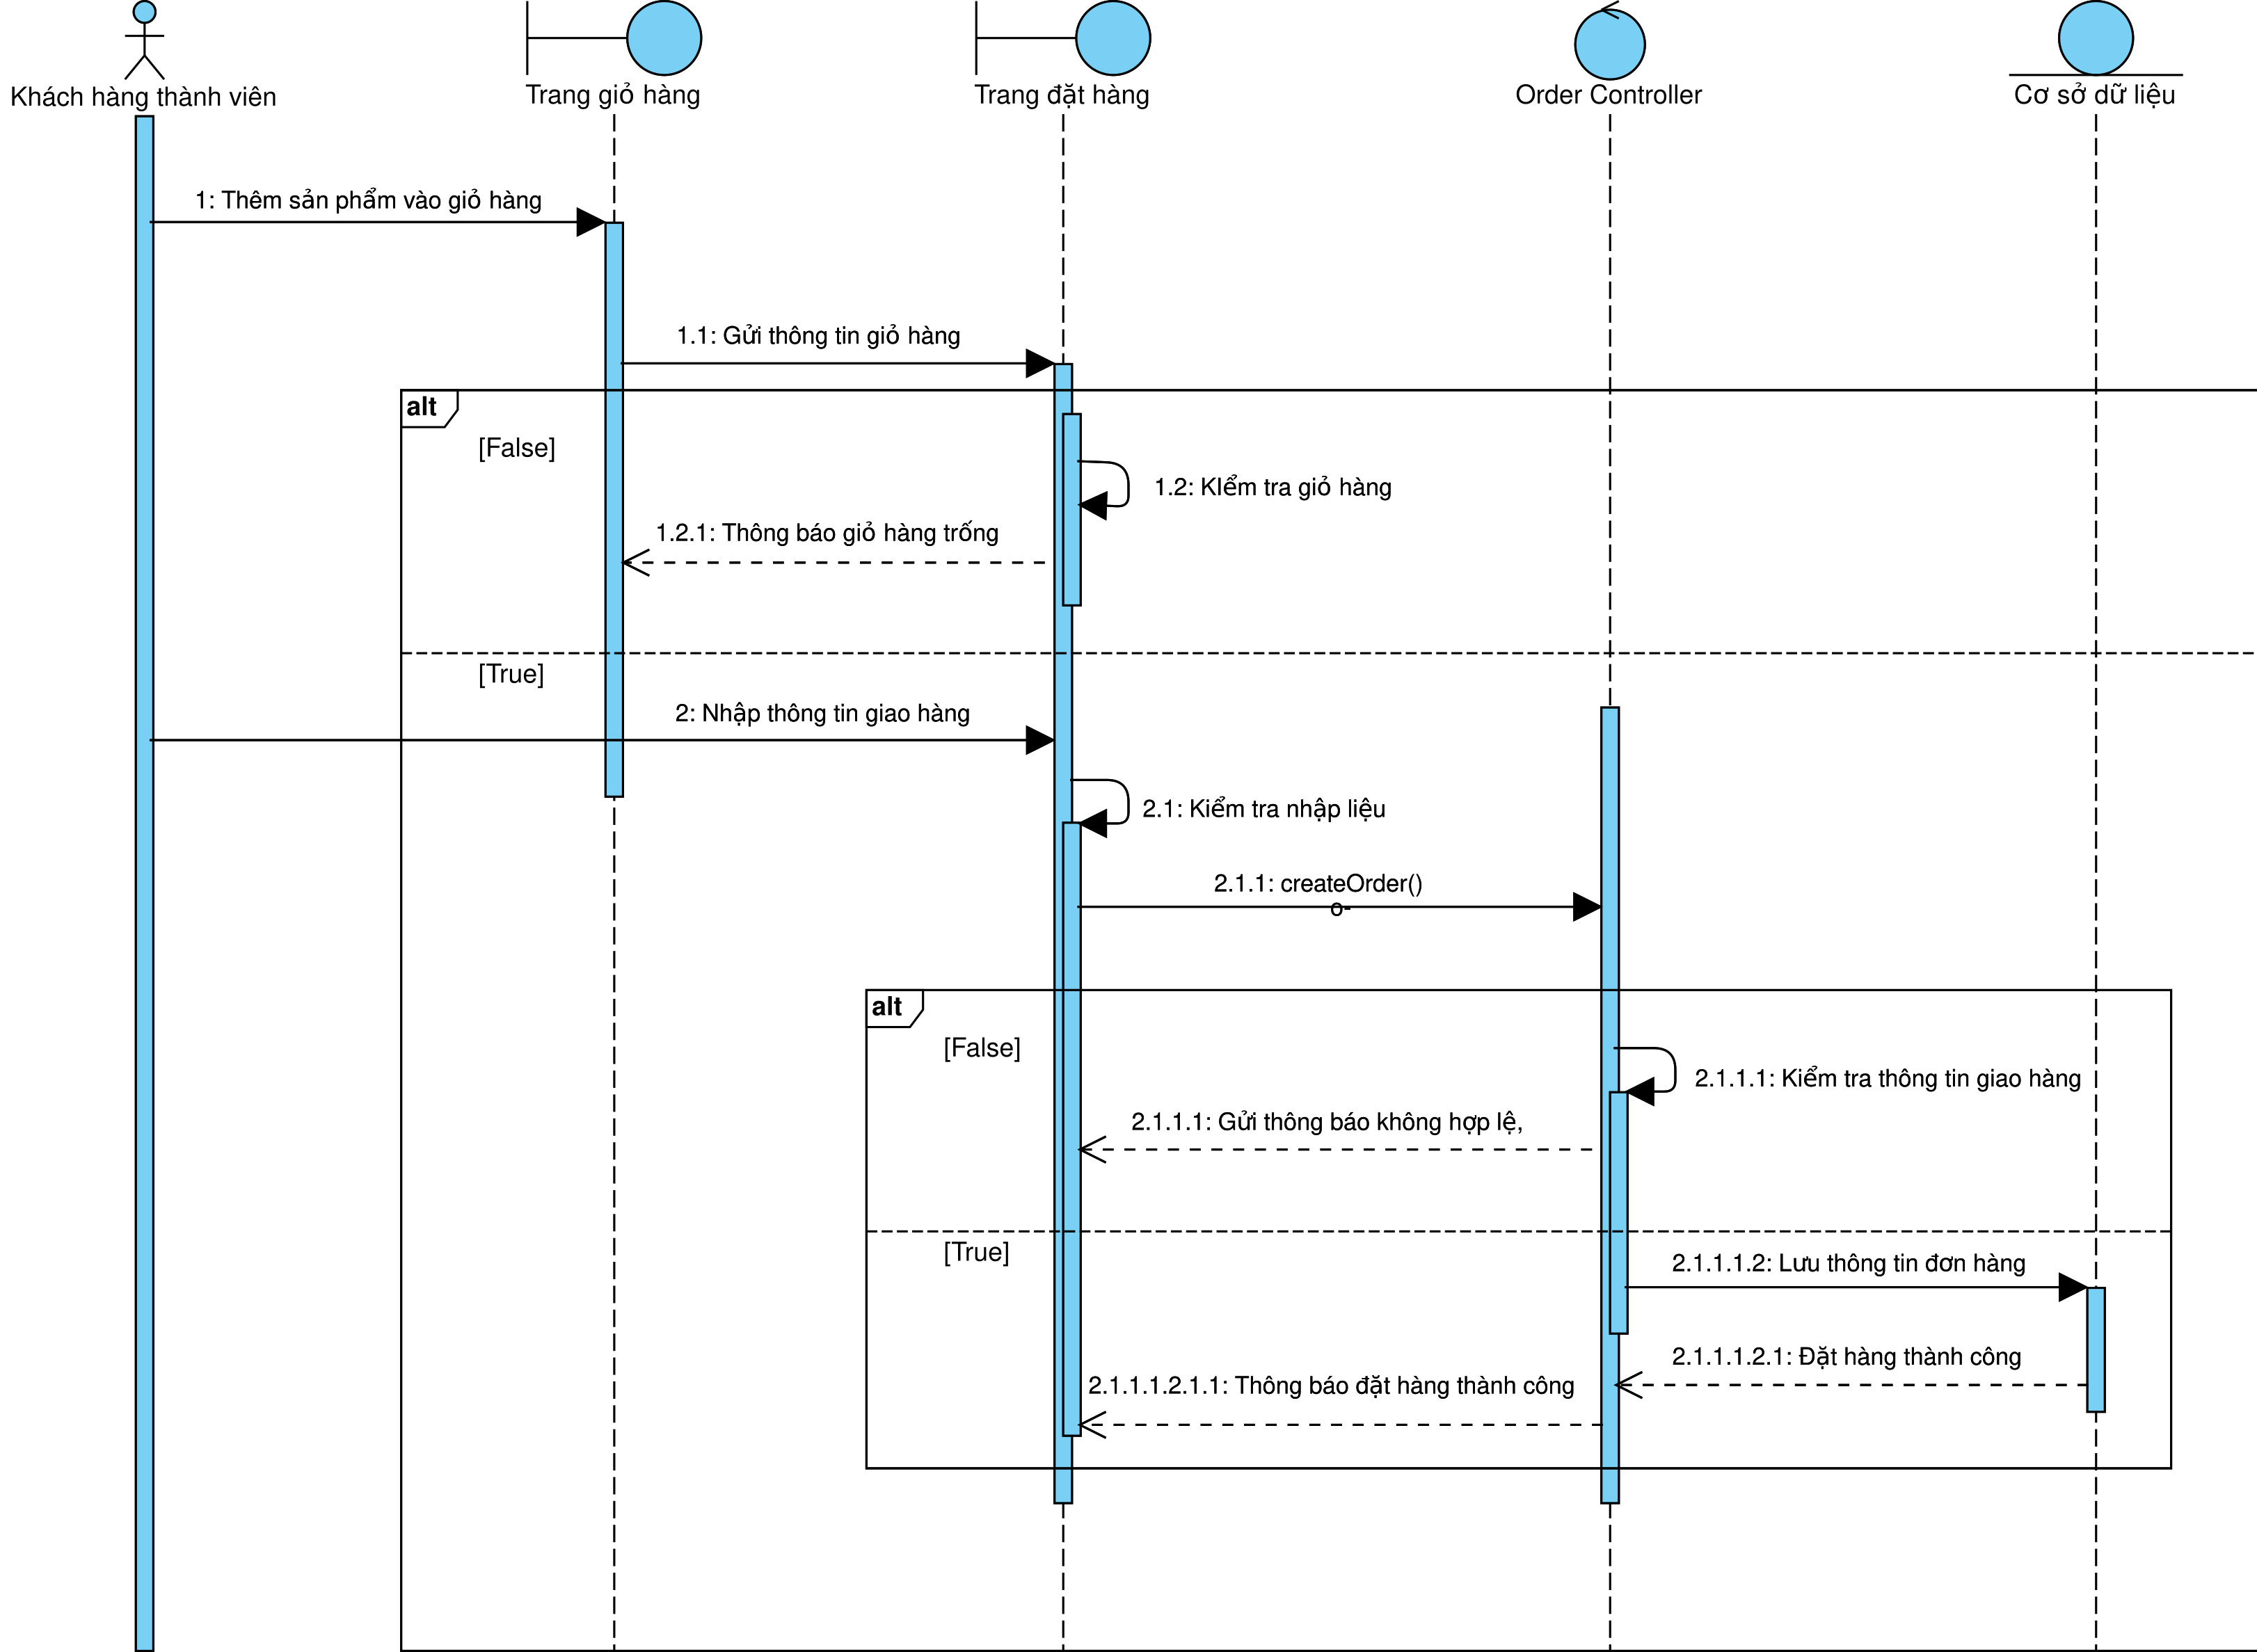 Khách hàng thành viên
Trang giỏ hàng
Trang đặt hàng
Order Controller
Cơ sở dữ liệu
1: Thêm sản phẩm vào giỏ hàng
1.1: Gửi thông tin giỏ hàng
alt
[False]
1.2: KIểm tra giỏ hàng
1.2.1: Thông báo giỏ hàng trống
[True]
2: Nhập thông tin giao hàng
2.1: Kiểm tra nhập liệu
2.1.1: createOrder()
o-
alt
[False]
2.1.1.1: Kiểm tra thông tin giao hàng
2.1.1.1: Gửi thông báo không hợp lệ,
[True]
2.1.1.1.2: Lưu thông tin đơn hàng
2.1.1.1.2.1: Đặt hàng thành công
2.1.1.1.2.1.1: Thông báo đặt hàng thành công